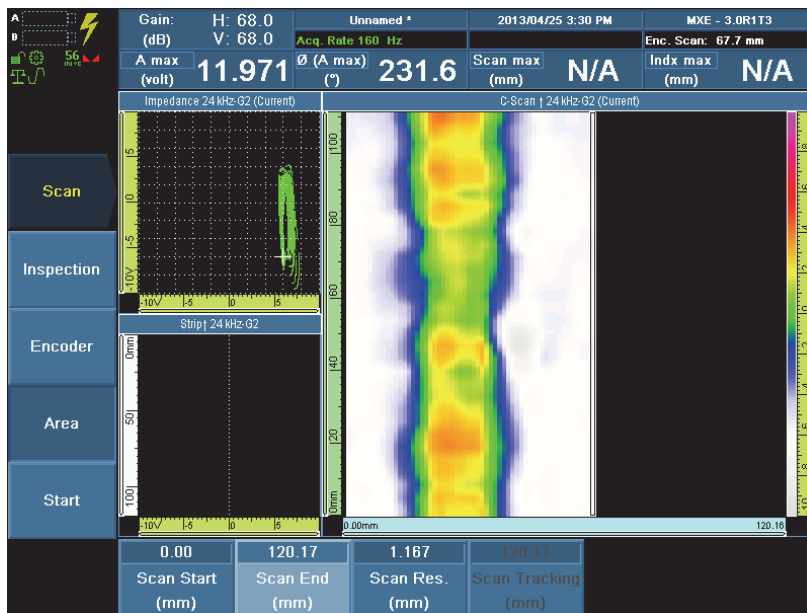 A
B
56
IN °C
Gain: H: 68.0
(dB) V: 68.0
Unnamed *
2013/04/25 3:30 PM
MXE - 3.0R1T3
Acq. Rate 160 Hz
Enc. Scan: 67.7 mm
A max
(volt)
11.971
Ø (A max)
(°)
231.6
Scan max
(mm)
N/A
Indx max
(mm)
N/A
Impedance 24 kHz-G2 (Current)
C-Scan ↑ 24 kHz-G2 (Current)
5
0
-5
-10V
-10V -5 0 5
Strip↑ 24 kHz-G2
0mm
50
100
-10V -5 0 5
100
80
60
40
20
0mm
0.00mm 120.16
Scan
Inspection
Encoder
Area
Start
0.00
Scan Start
(mm)
120.17
Scan End
(mm)
1.167
Scan Res.
(mm)
120.17
Scan Tracking
(mm)